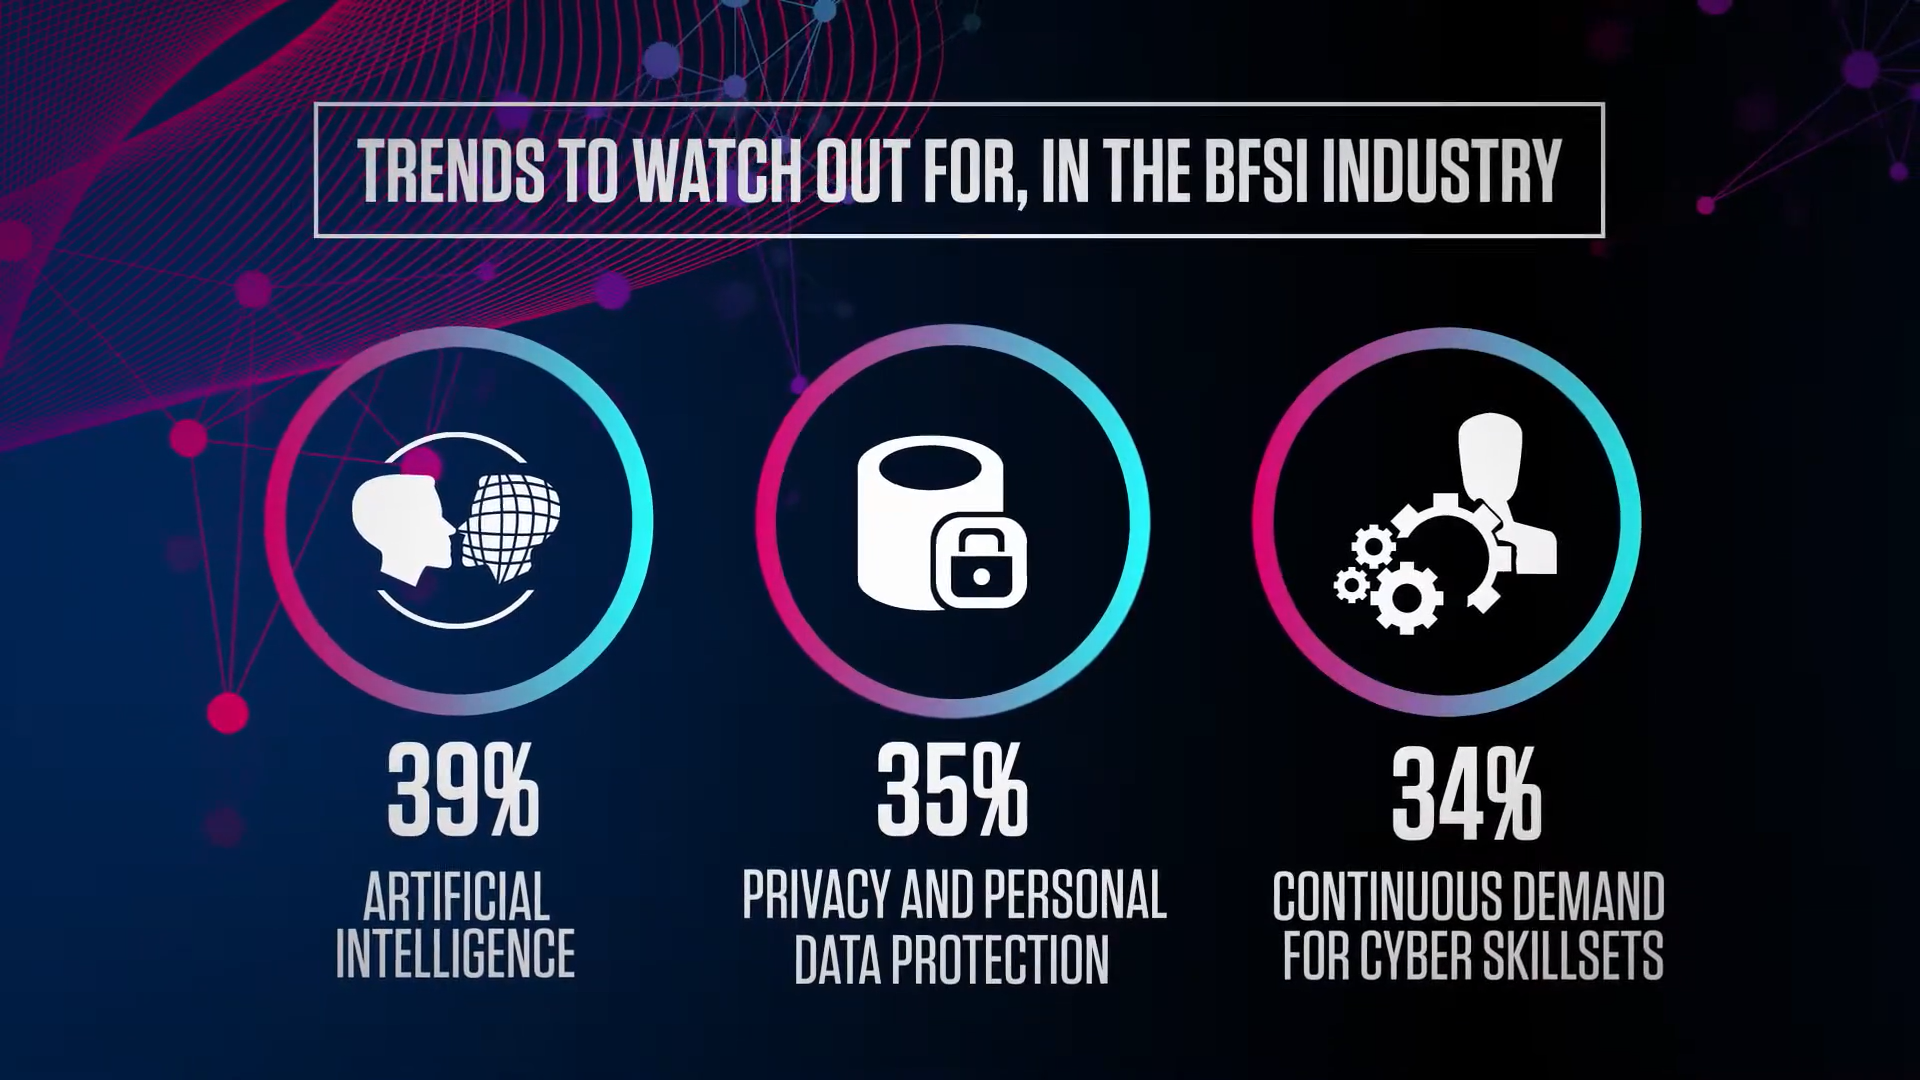 TRENDS TO WATCH OUT FOR, IN THE BFSI INDUSTRY
39%
ARTIFICIAL
INTELLIGENCE
35%
PRIVACY AND PERSONAL
DATA PROTECTION
34%
CONTINUOUS DEMAND
FOR CYBER SKILLSETS